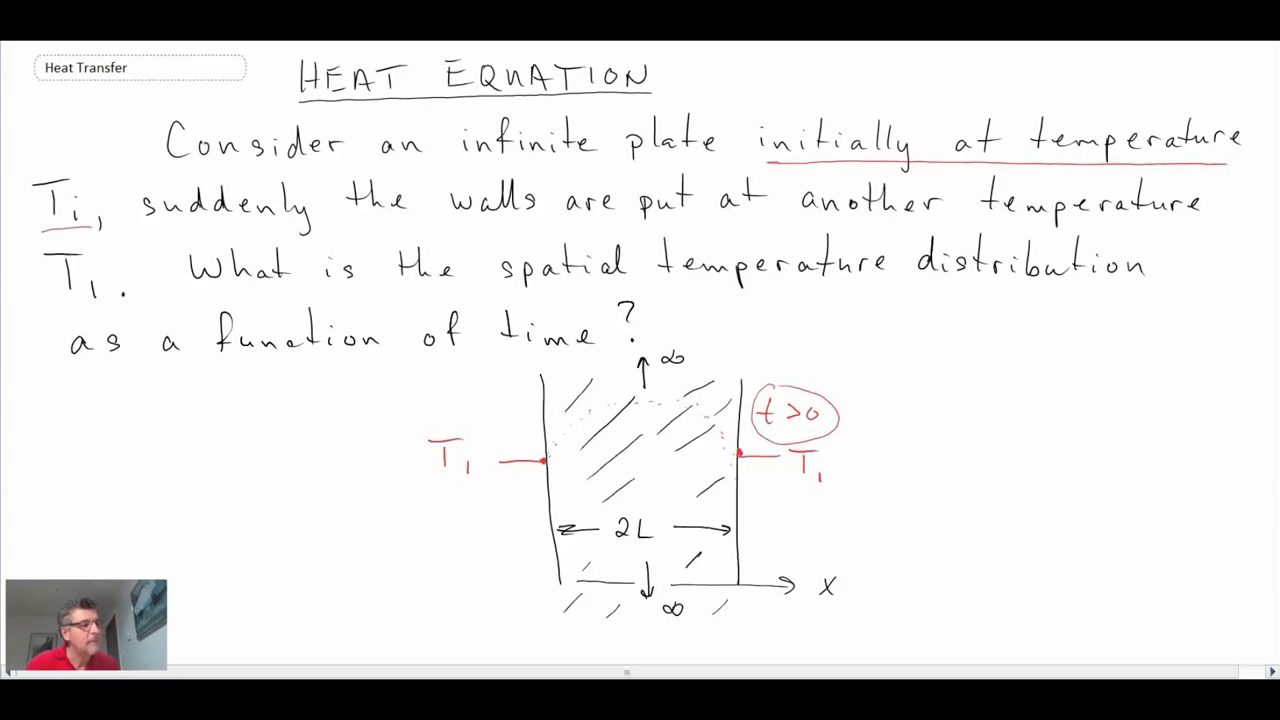 Heat Transfer
HEAT EQUATION
Consider an infinite plate initially at temperature
Ti, suddenly the walls are put at another temperature
T1. What is the spatial temperature distribution
as a function of time?
∞
t>0
T1
T1
2L
x
∞